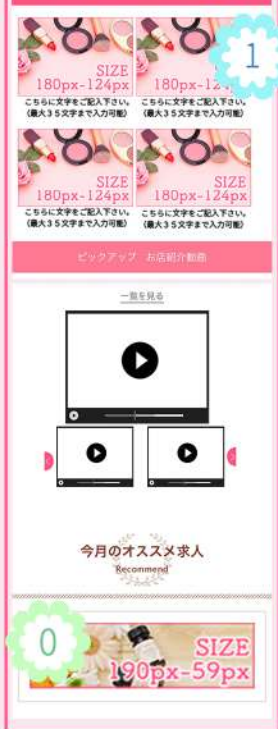 SIZE
180px-124px
SIZE
180px-12
1
こちらに文字をご記入下さい。
(最大35文字まで入力可能)
こちらに文字をご記入下さい。
(最大35文字まで入力可能)
SIZE
180px-124px
SIZE
180px-124px
こちらに文字をご記入下さい。
(最大35文字まで入力可能)
こちらに文字をご記入下さい。
(最大35文字まで入力可能)
ピックアップ お店紹介動画
一覧を見る
今月のオススメ求人
Recommend
0
SIZE
190px-59px